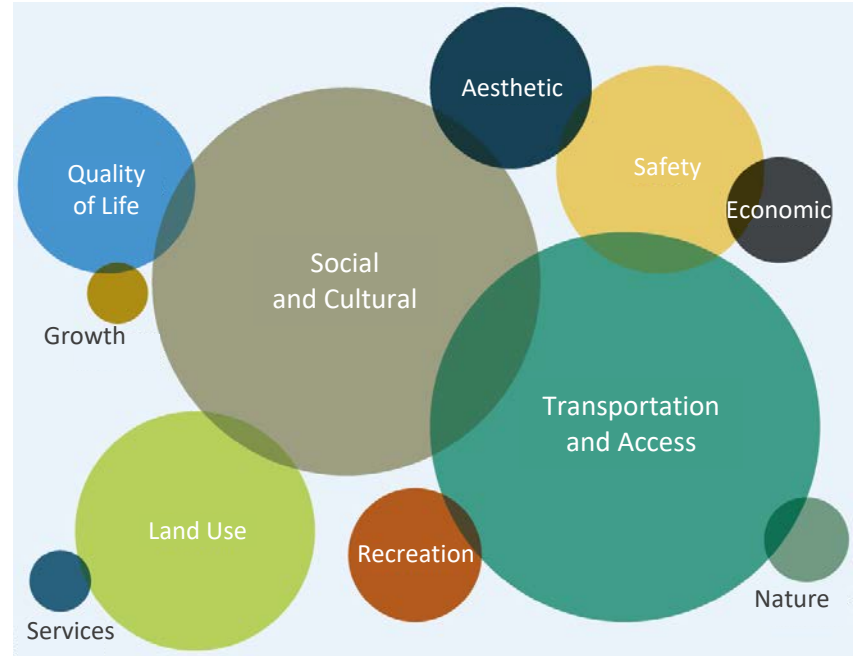 Aesthetic
Quality
of Life
Safety
Economic
Social
and Cultural
Growth
Transportation
and Access
Land Use
Recreation
Nature
Services